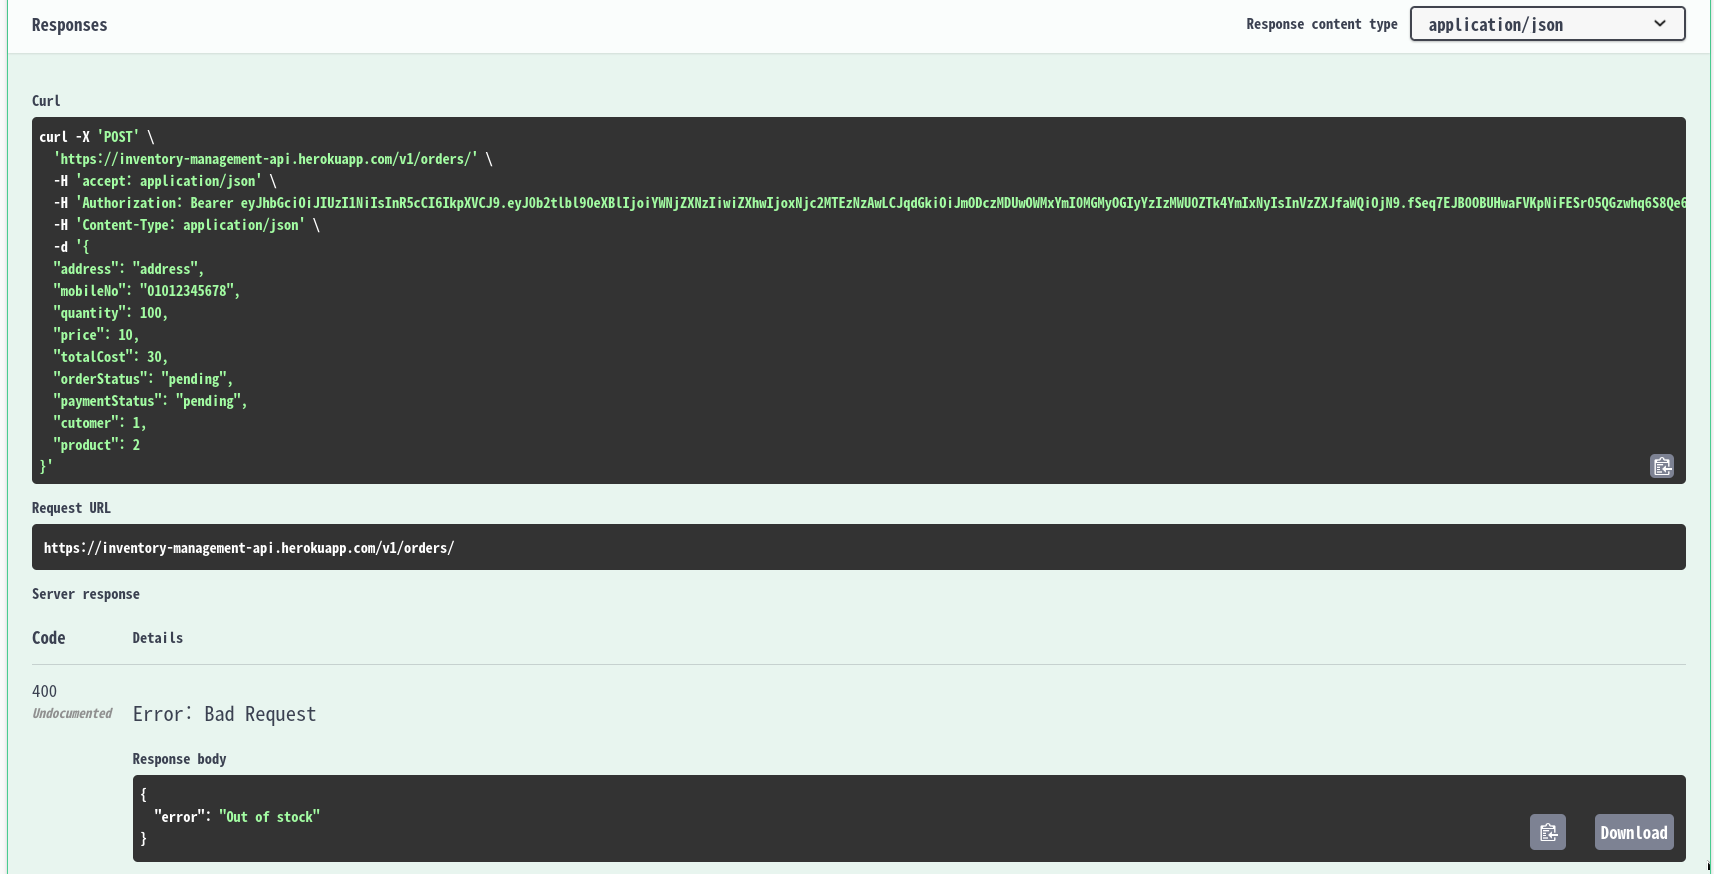 Responses
Response content type
application/json
Curl
curl -X 'POST' \
'https://inventory-management-api.herokuapp.com/v1/orders/' \
-H 'accept: application/json' \
-H 'Authorization: Bearer
-H 'Content-Type: application/json' \
-d '{
"address": "address",
"mobileNo": "01012345678",
"quantity": 100,
"price": 10,
"totalCost": 30,
"orderStatus": "pending",
"paymentStatus": "pending",
"cutomer": 1,
"product": 2
}'
Request URL
https://inventory-management-api.herokuapp.com/v1/orders/
Server response
Code Details
400
Undocumented
Error: Bad Request
Response body
{
"error": "Out of stock"
}
Download